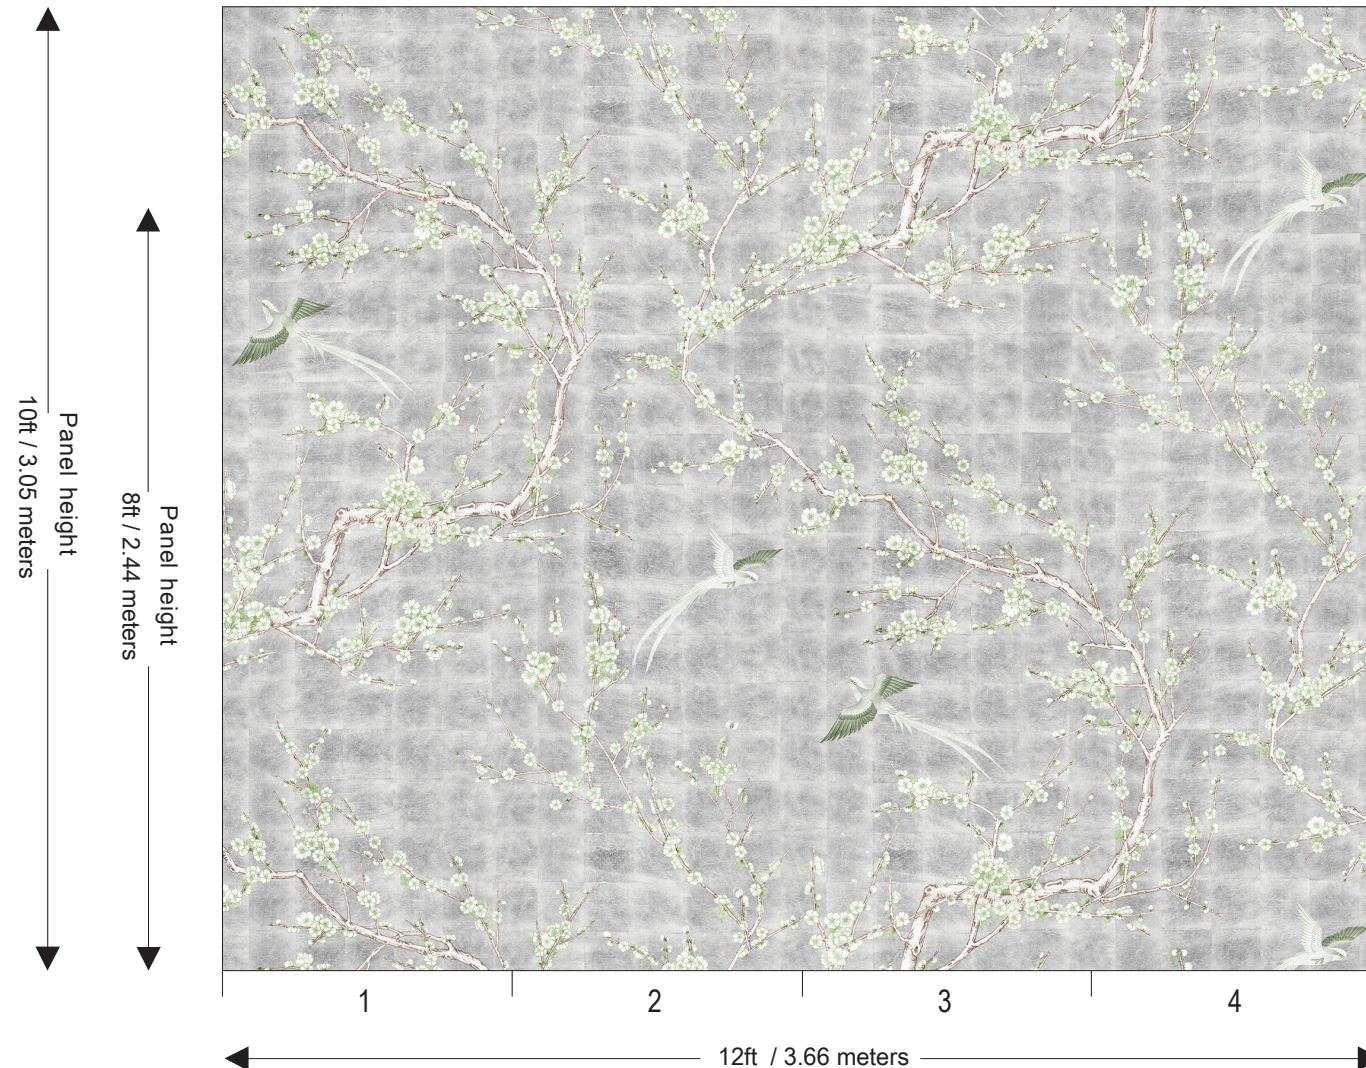 Panel height
10ft / 3.05 meters
Panel height
8ft / 2.44 meters
1
2
3
4
12ft / 3.66 meters